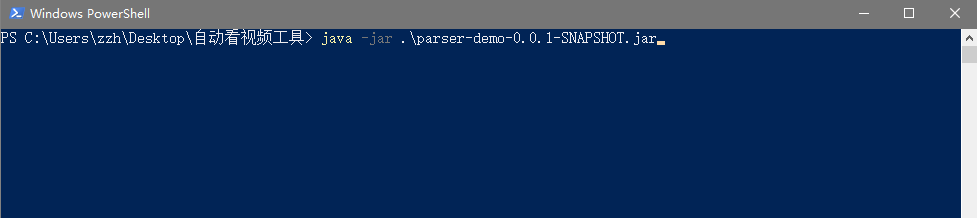 Windows PowerShell
PS C:\Users\zzh\Desktop\自动看视频工具> java -jar .\parser-demo-0.0.1-SNAPSHOT.jar